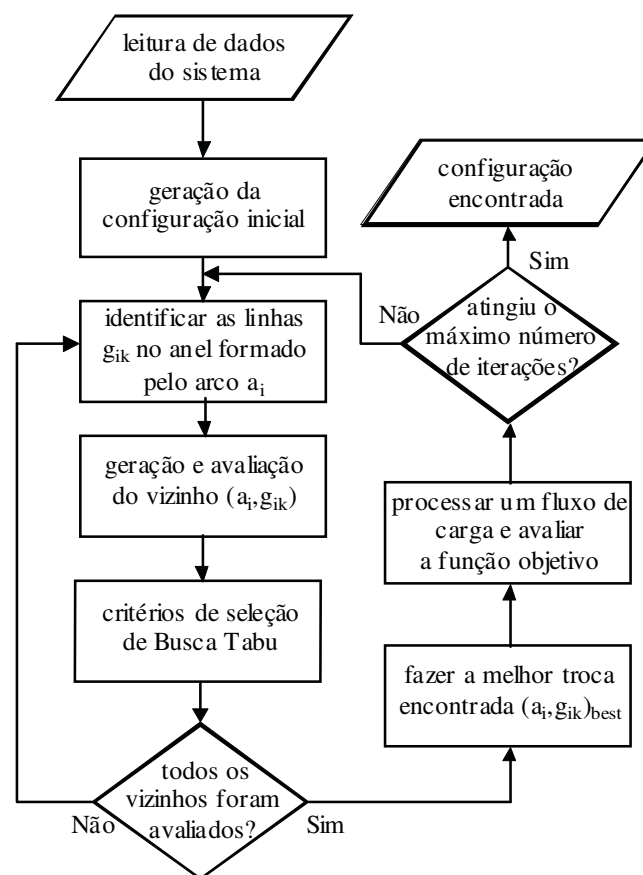 leitura de dados
do sistema
geração da
configuração inicial
identificar as linhas
gik no anel formado
pelo arco ai
geração e avaliação
do vizinho (ai,gik)
critérios de seleção
de Busca Tabu
todos os
vizinhos foram
avaliados?
Não
Sim
fazer a melhor troca
encontrada (ai,gik)best
processar um fluxo de
carga e avaliar
a função objetivo
atingiu o
máximo número
de iterações?
Não
Sim
configuração
encontrada